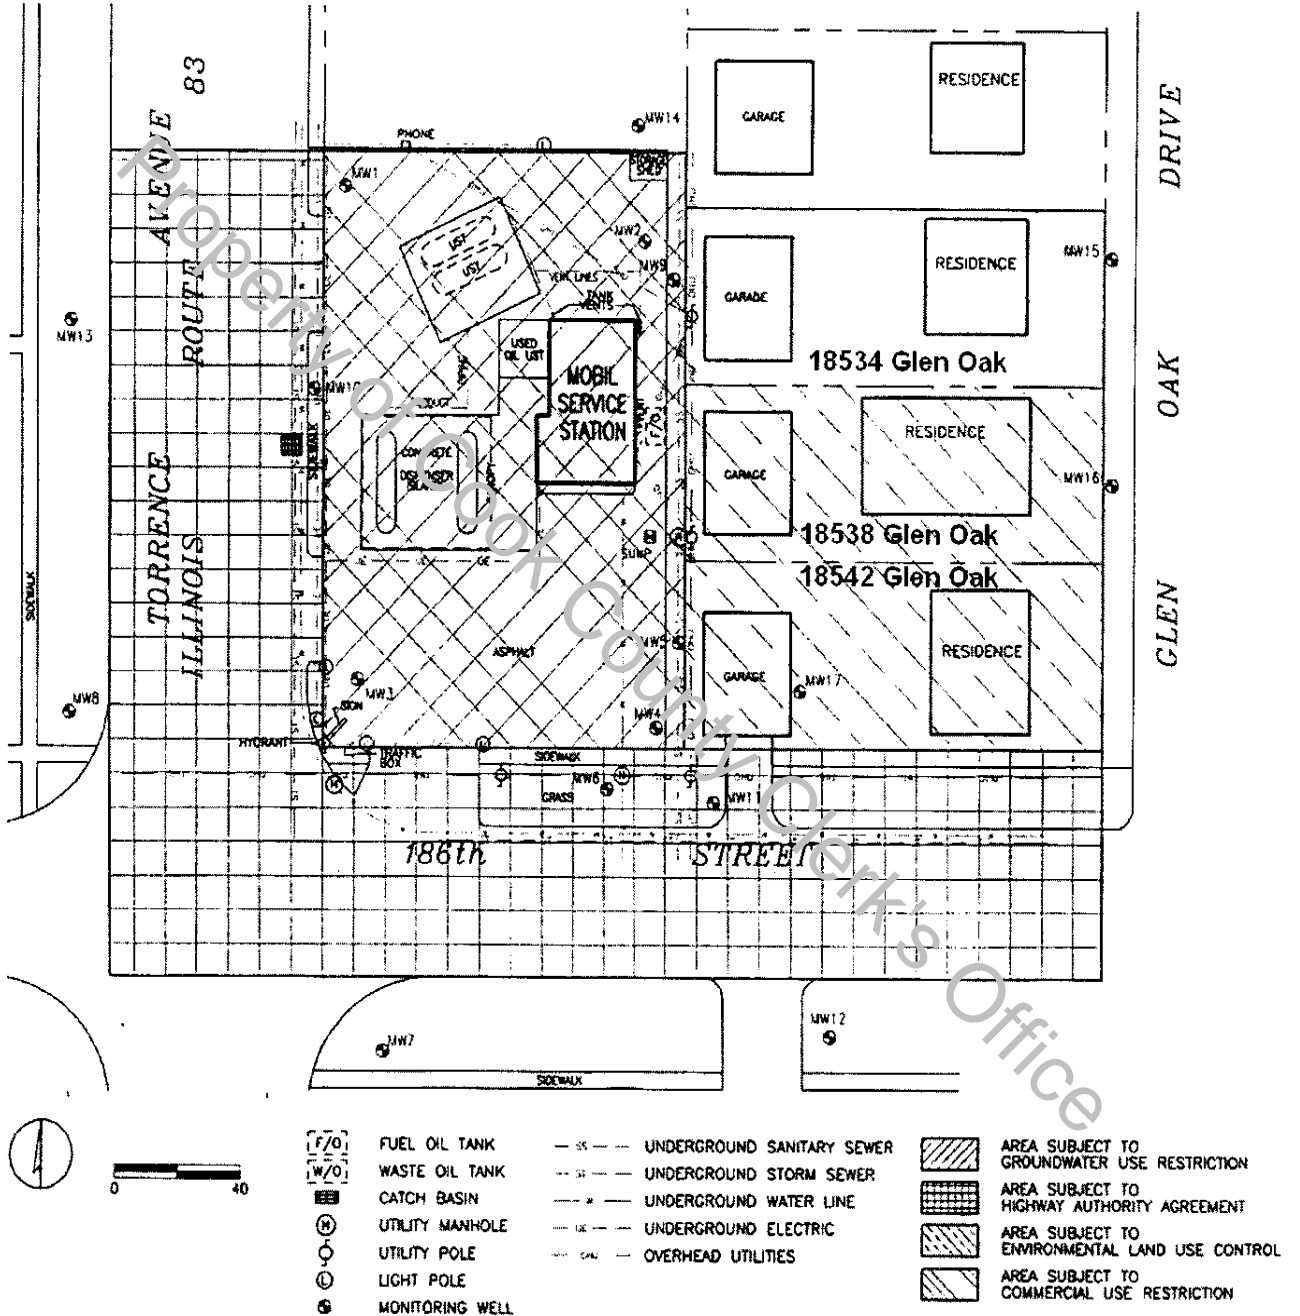 83
AVENUE
ROUTE
TORRENCE
ILLINOIS
DRIVE
OAK
GLEN
Property of Cook County Clerk's Office
PHONE
MW14
GARAGE
RESIDENCE
STORAGE
SHED
MW1
UST
UST
MW2
MW9
VENT LINES
TANK
VENTS
MW15
GARAGE
RESIDENCE
MW13
USED
OIL UST
MOBIL
SERVICE
STATION
F/O
18534 Glen Oak
MW10
SIDEWALK
CONCRETE
DISPENSER
GARAGE
RESIDENCE
MW16
18538 Glen Oak
SUMP
18542 Glen Oak
SIDEWALK
ASPHALT
MW5
GARAGE
RESIDENCE
MW17
MW3
SIGN
MW4
MW8
HYDRANT
TRAFFIC
BOX
SIDEWALK
MW6
GRASS
MW11
186th STREET
MW7
MW12
SIDEWALK
0 40
F/O FUEL OIL TANK
W/O WASTE OIL TANK
CATCH BASIN
M UTILITY MANHOLE
UTILITY POLE
L LIGHT POLE
MONITORING WELL
SS UNDERGROUND SANITARY SEWER
ST UNDERGROUND STORM SEWER
W UNDERGROUND WATER LINE
UE UNDERGROUND ELECTRIC
OHU OVERHEAD UTILITIES
AREA SUBJECT TO
GROUNDWATER USE RESTRICTION
AREA SUBJECT TO
HIGHWAY AUTHORITY AGREEMENT
AREA SUBJECT TO
ENVIRONMENTAL LAND USE CONTROL
AREA SUBJECT TO
COMMERCIAL USE RESTRICTION